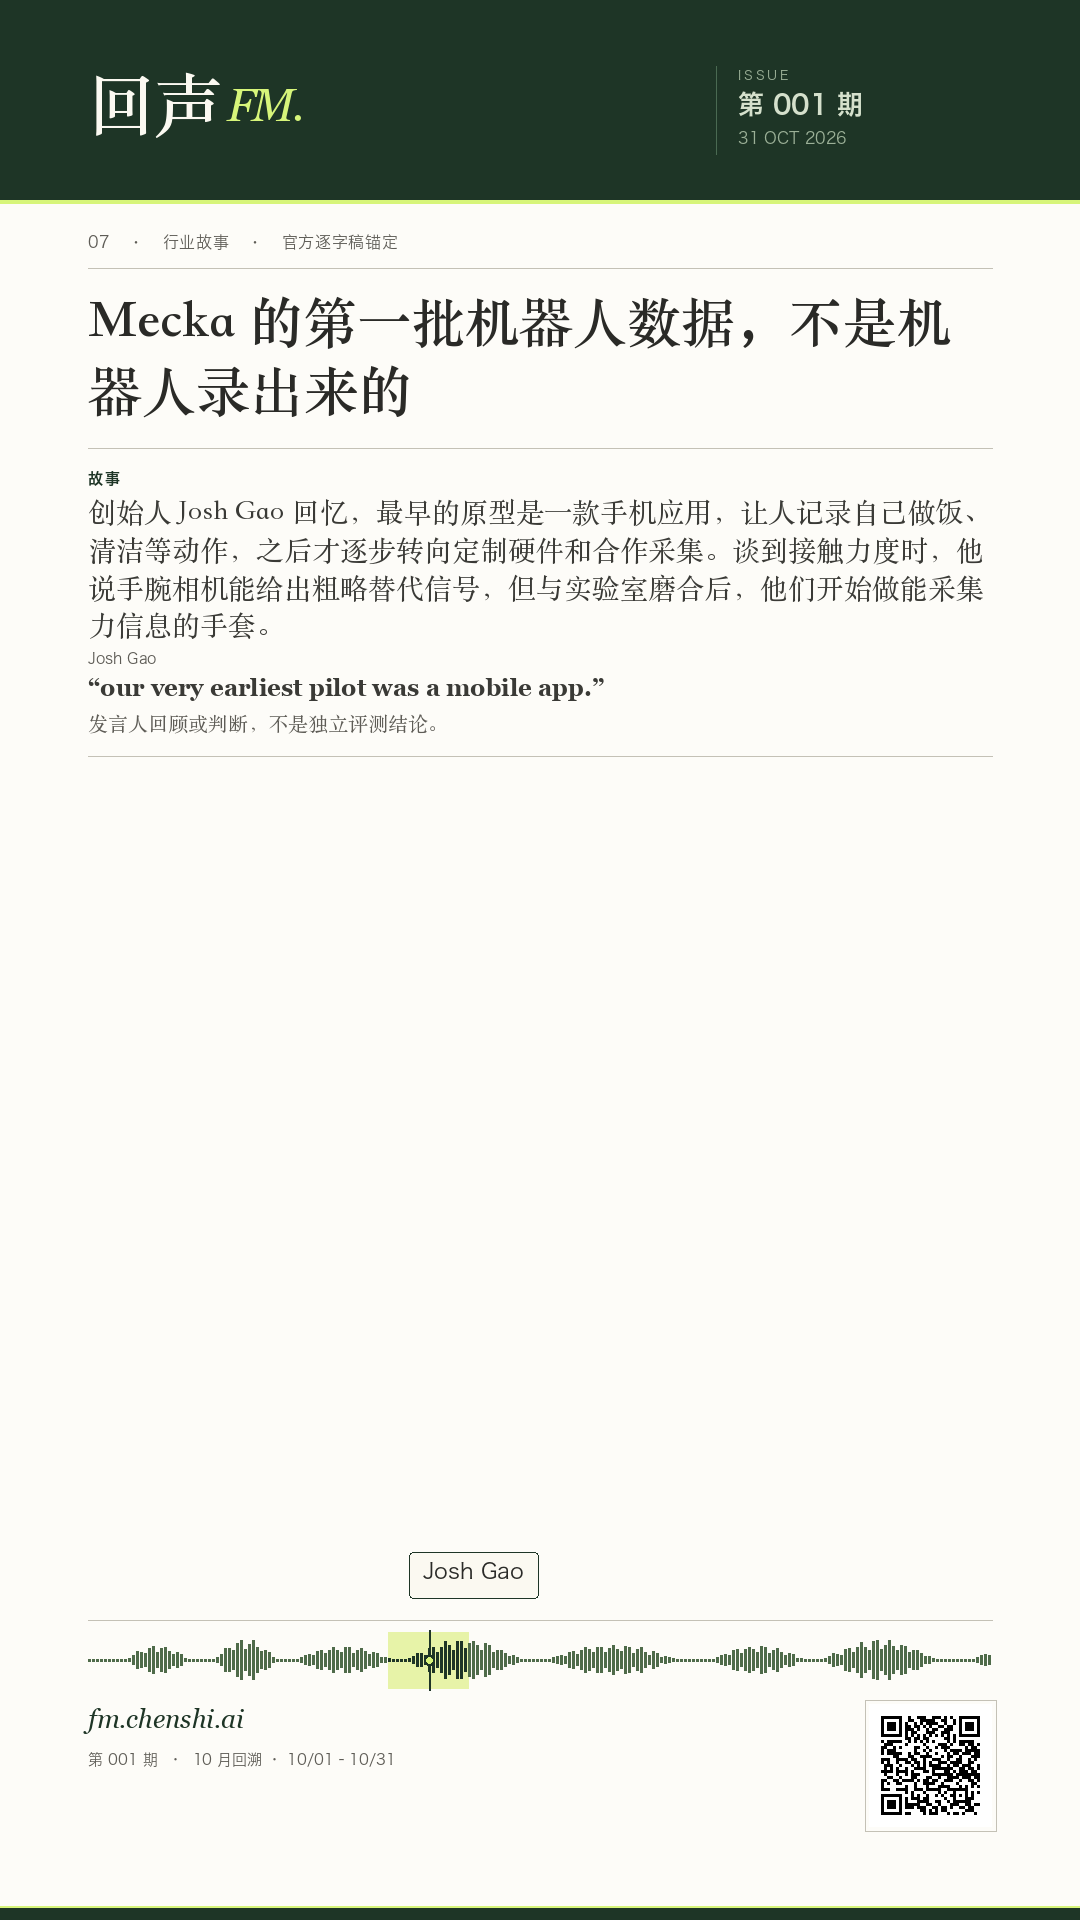 回声 FM.
ISSUE
第 001 期
31 OCT 2026
07 · 行业故事 · 官方逐字稿锚定
Mecka 的第一批机器人数据，不是机
器人录出来的
故事
创始人 Josh Gao 回忆，最早的原型是一款手机应用，让人记录自己做饭、
清洁等动作，之后才逐步转向定制硬件和合作采集。谈到接触力度时，他
说手腕相机能给出粗略替代信号，但与实验室磨合后，他们开始做能采集
力信息的手套。
Josh Gao
“our very earliest pilot was a mobile app.”
发言人回顾或判断，不是独立评测结论。
Josh Gao
fm.chenshi.ai
第 001 期 · 10 月回溯 · 10/01 - 10/31